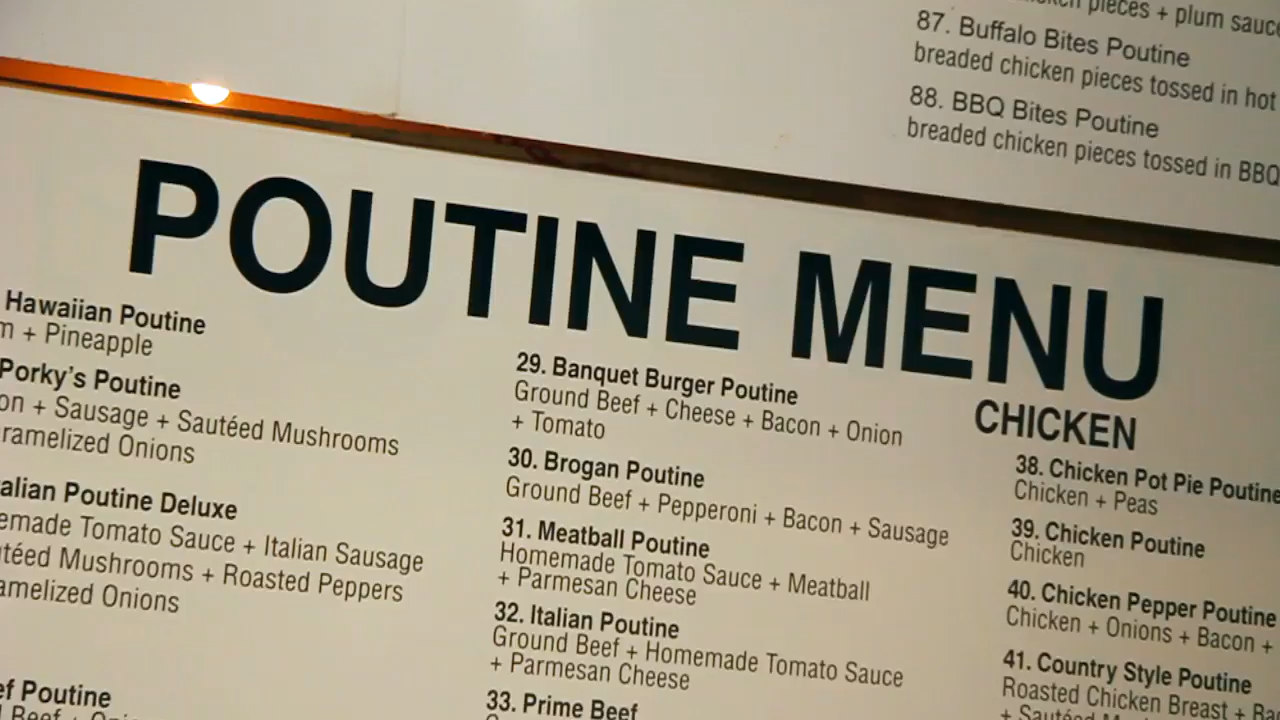 pieces + plum sauce
87. Buffalo Bites Poutine
breaded chicken pieces tossed in hot
88. BBQ Bites Poutine
breaded chicken pieces tossed in BBQ
POUTINE MENU
Hawaiian Poutine
+ Pineapple
Porky's Poutine
+ Sausage + Sautéed Mushrooms
Onions
Poutine Deluxe
Tomato Sauce + Italian Sausage
Mushrooms + Roasted Peppers
Onions
Poutine
29. Banquet Burger Poutine
Ground Beef + Cheese + Bacon + Onion
+ Tomato
30. Brogan Poutine
Ground Beef + Pepperoni + Bacon + Sausage
31. Meatball Poutine
Homemade Tomato Sauce + Meatball
+ Parmesan Cheese
32. Italian Poutine
Ground Beef + Homemade Tomato Sauce
+ Parmesan Cheese
33. Prime Beef
CHICKEN
38. Chicken Pot Pie Poutine
Chicken + Peas
39. Chicken Poutine
Chicken
40. Chicken Pepper Poutine
Chicken + Onions + Bacon +
41. Country Style Poutine
Roasted Chicken Breast +